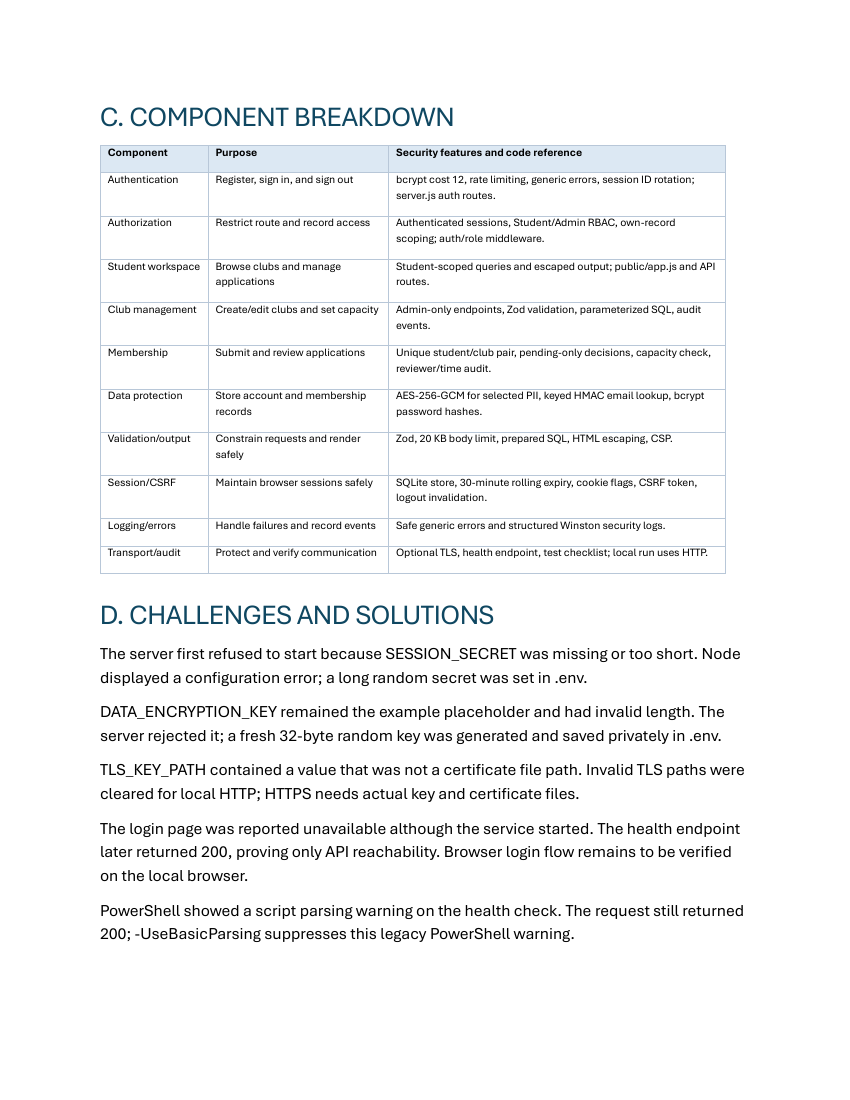 C. COMPONENT BREAKDOWN
Component Purpose Security features and code reference
Authentication Register, sign in, and sign out bcrypt cost 12, rate limiting, generic errors, session ID rotation;
server.js auth routes.
Authorization Restrict route and record access Authenticated sessions, Student/Admin RBAC, own-record
scoping; auth/role middleware.
Student workspace Browse clubs and manage Student-scoped queries and escaped output; public/app.js and API
applications routes.
Club management Create/edit clubs and set capacity Admin-only endpoints, Zod validation, parameterized SQL, audit
events.
Membership Submit and review applications Unique student/club pair, pending-only decisions, capacity check,
reviewer/time audit.
Data protection Store account and membership AES-256-GCM for selected PII, keyed HMAC email lookup, bcrypt
records password hashes.
Validation/output Constrain requests and render Zod, 20 KB body limit, prepared SQL, HTML escaping, CSP.
safely
Session/CSRF Maintain browser sessions safely SQLite store, 30-minute rolling expiry, cookie flags, CSRF token,
logout invalidation.
Logging/errors Handle failures and record events Safe generic errors and structured Winston security logs.
Transport/audit Protect and verify communication Optional TLS, health endpoint, test checklist; local run uses HTTP.
D. CHALLENGES AND SOLUTIONS
The server first refused to start because SESSION_SECRET was missing or too short. Node
displayed a configuration error; a long random secret was set in .env.
DATA_ENCRYPTION_KEY remained the example placeholder and had invalid length. The
server rejected it; a fresh 32-byte random key was generated and saved privately in .env.
TLS_KEY_PATH contained a value that was not a certificate file path. Invalid TLS paths were
cleared for local HTTP; HTTPS needs actual key and certificate files.
The login page was reported unavailable although the service started. The health endpoint
later returned 200, proving only API reachability. Browser login flow remains to be verified
on the local browser.
PowerShell showed a script parsing warning on the health check. The request still returned
200; -UseBasicParsing suppresses this legacy PowerShell warning.